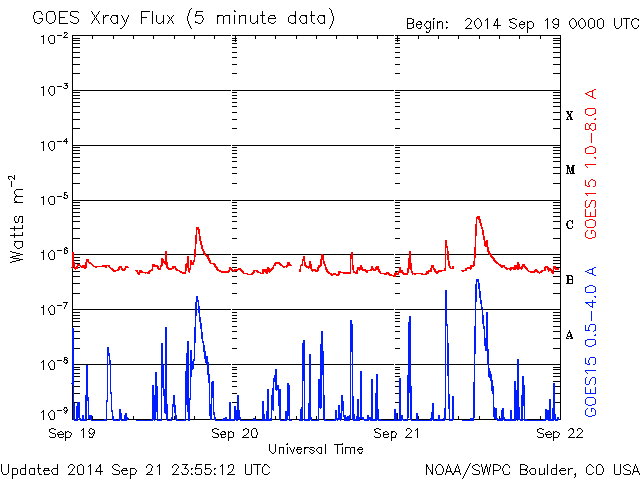 GOES Xray Flux (5 minute data)
Begin: 2014 Sep 19 0000 UTC
10-2
10-3
10-4
10-5
10-6
10-7
10-8
10-9
Watts m-2
X
M
C
B
A
GOES15 1.0-8.0 A
GOES15 0.5-4.0 A
Sep 19
Sep 20
Sep 21
Sep 22
Universal Time
Updated 2014 Sep 21 23:55:12 UTC
NOAA/SWPC Boulder, CO USA